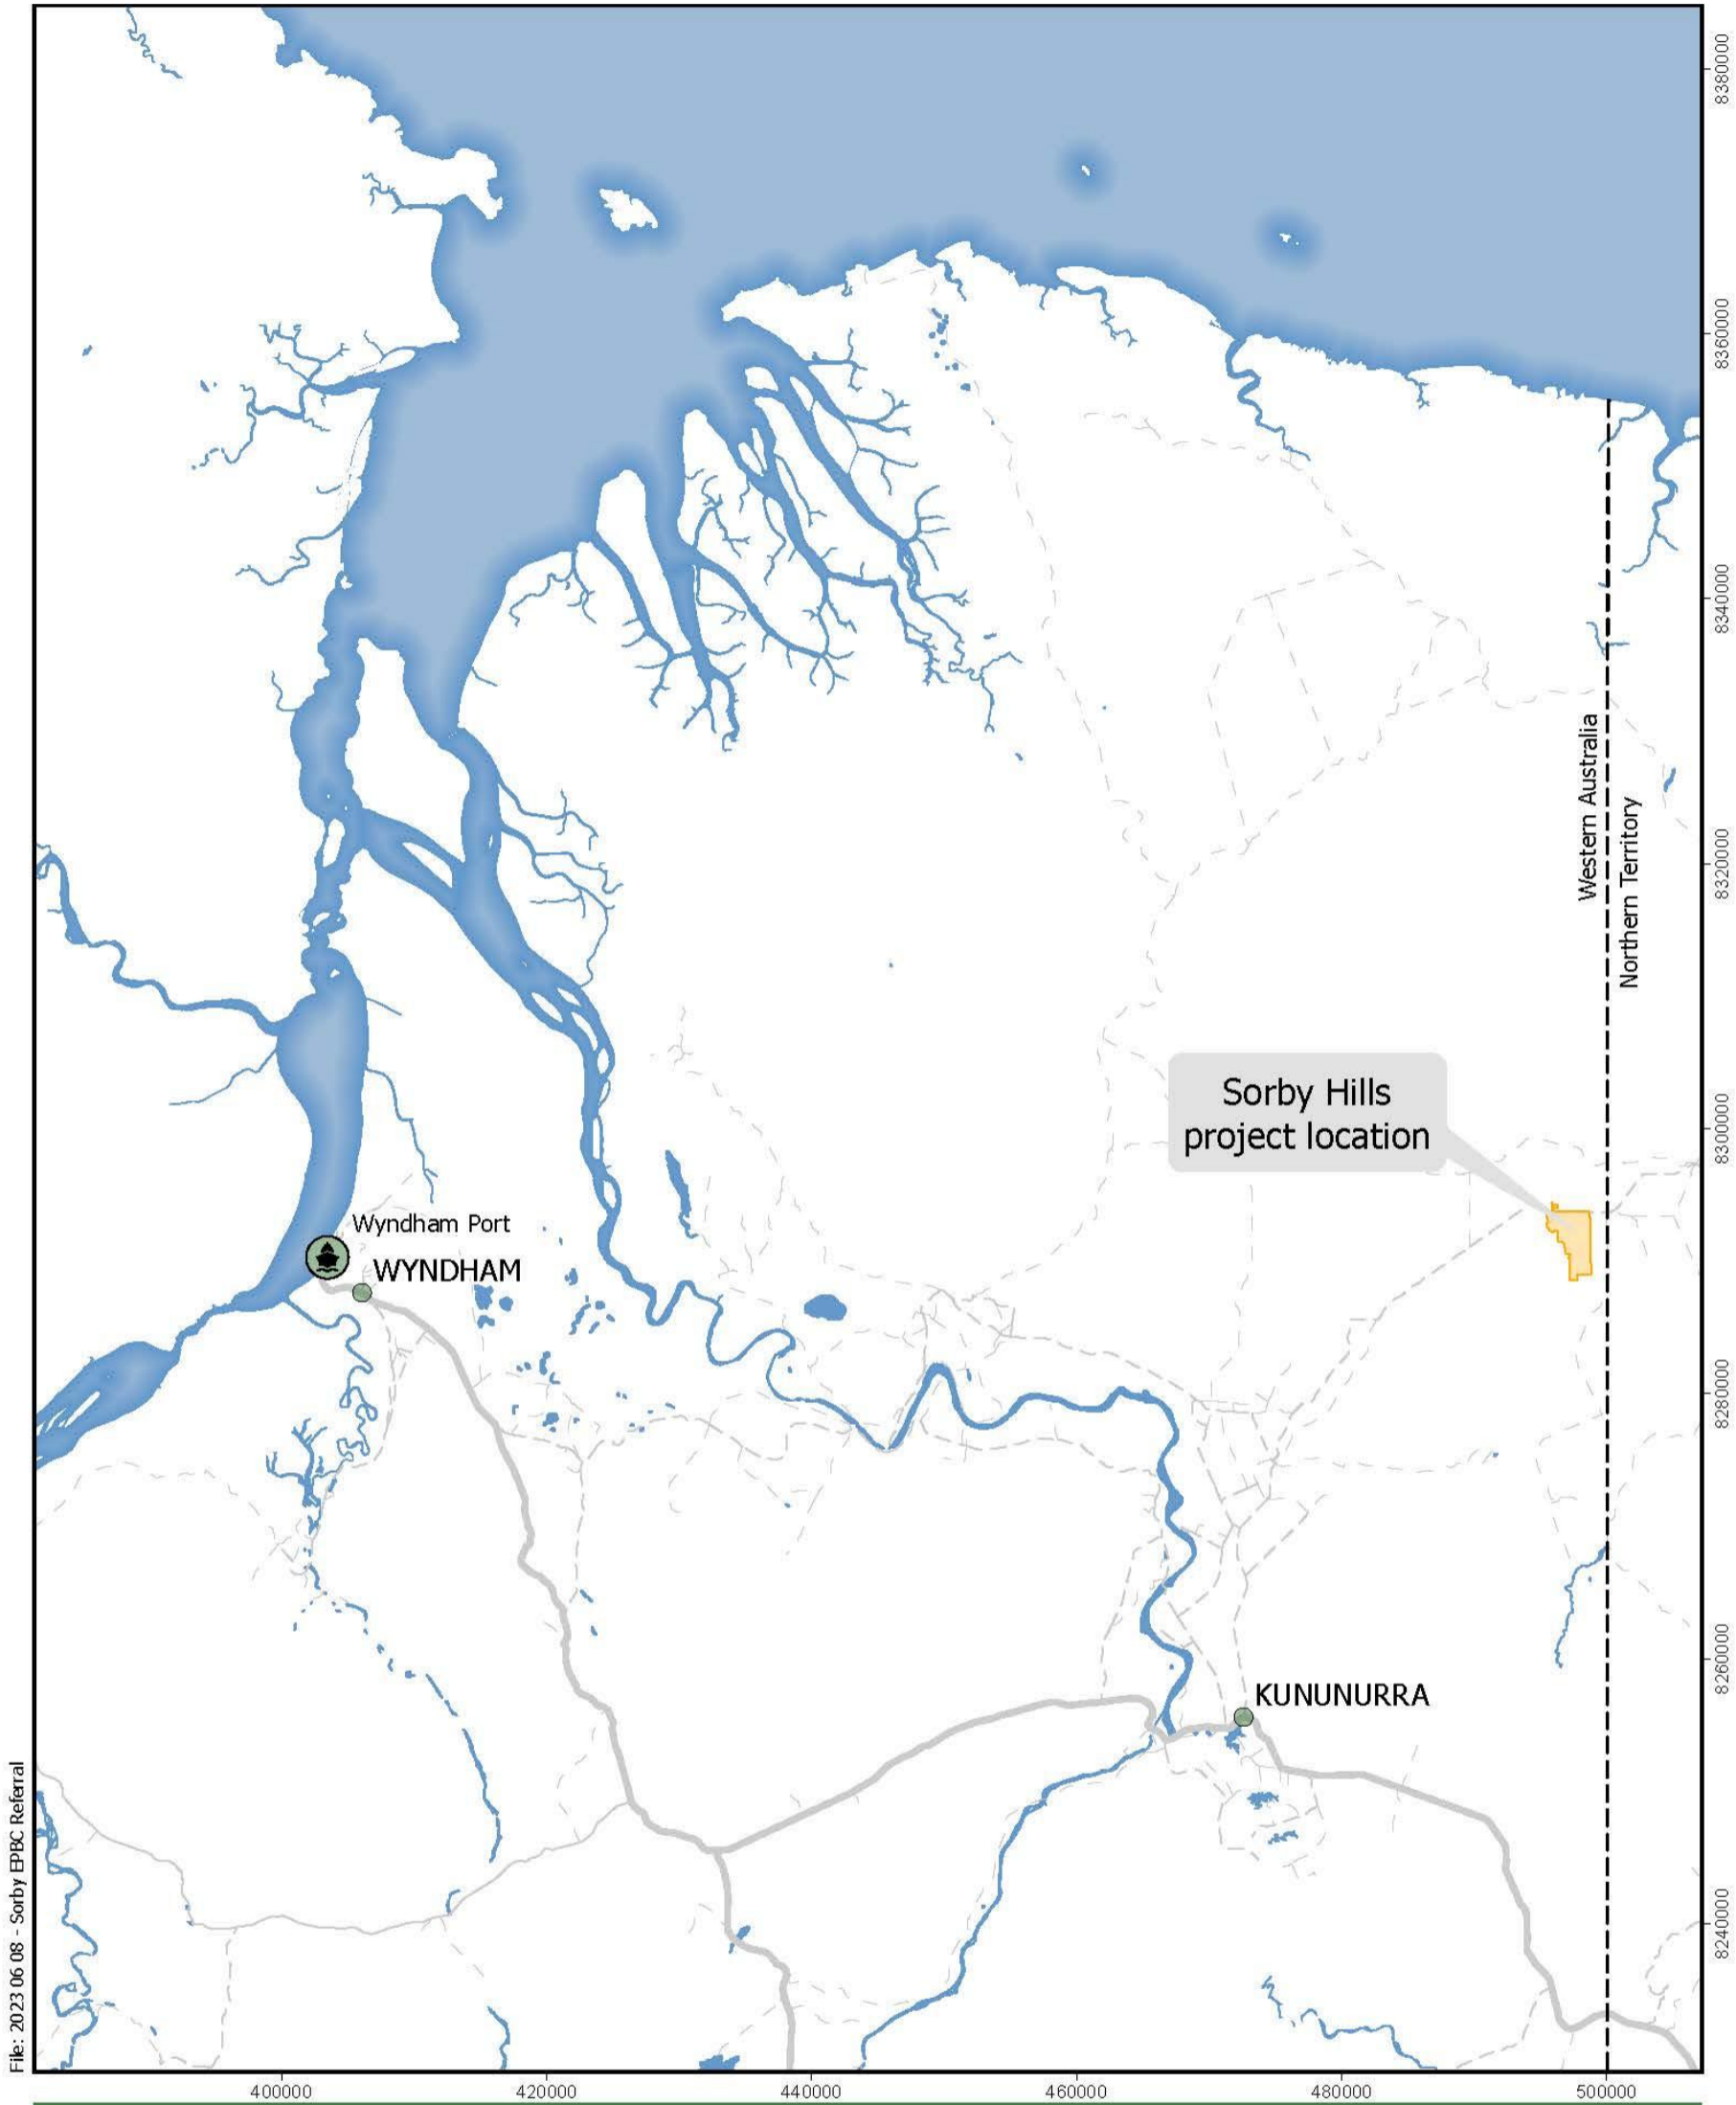 8380000
8360000
8340000
8320000
8300000
8280000
8260000
8240000
Western Australia
Northern Territory
Sorby Hills
project location
Wyndham Port
WYNDHAM
KUNUNURRA
File: 2023 06 08 - Sorby EPBC Referral
400000
420000
440000
460000
480000
500000